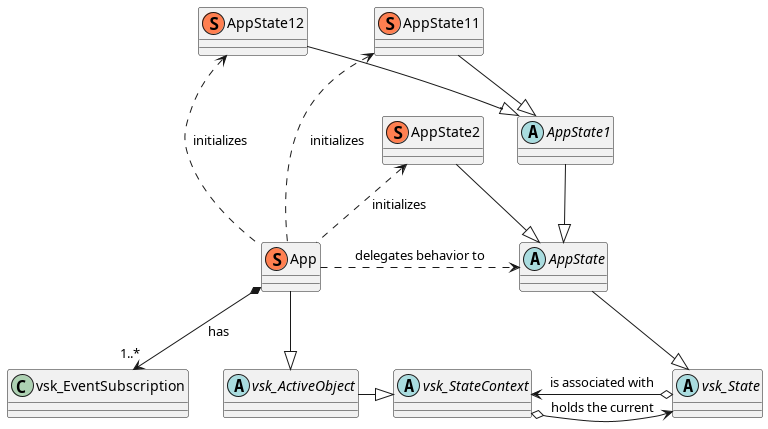 S AppState12
S AppState11
initializes
initializes
S AppState2
A AppState1
initializes
S App
delegates behavior to
A AppState
has
1..*
C vsk_EventSubscription
A vsk_ActiveObject
A vsk_StateContext
is associated with
holds the current
A vsk_State